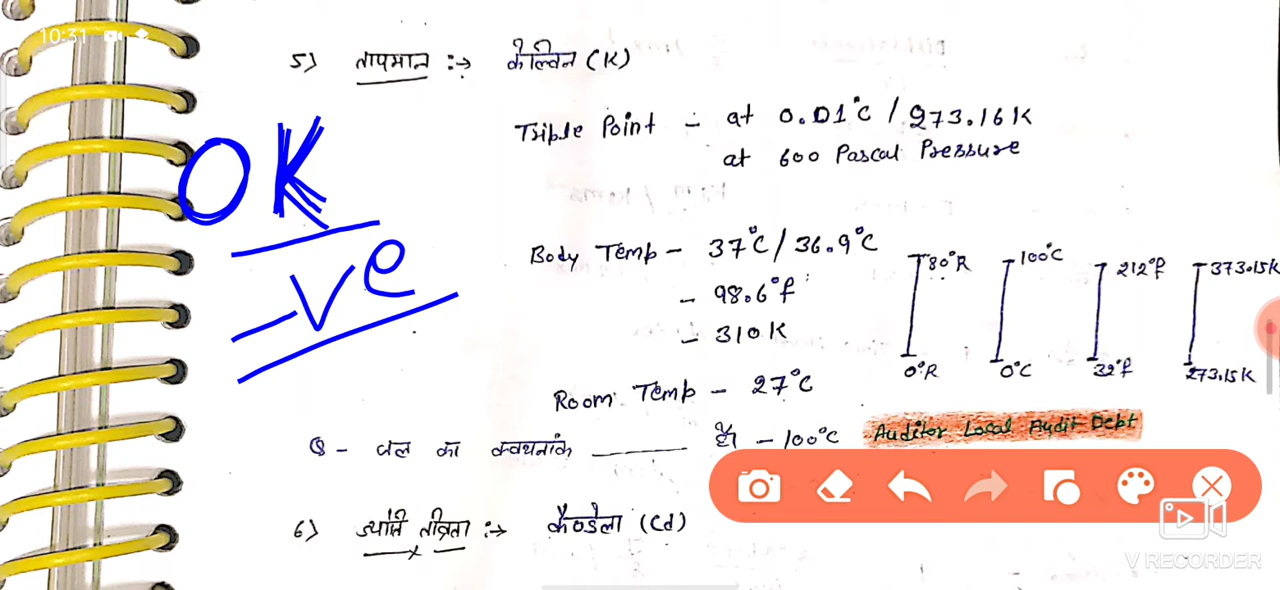 10:31
5) तापमान :→ केल्विन (K)
Triple Point - at 0.01°C / 273.16K
at 600 Pascal Pressure
OK
-ve
Body Temp - 37°C / 36.9°C
- 98.6°f
- 310K
80°R 100°C 212°f 373.15K
0°R 0°C 32°f 273.15K
Room Temp - 27°C
Q - जल का क्वथनांक ______ है। - 100°C
Auditor Local Audit Debt
6) ज्योति तीव्रता :→ कैण्डेला (Cd)
V RECORDER